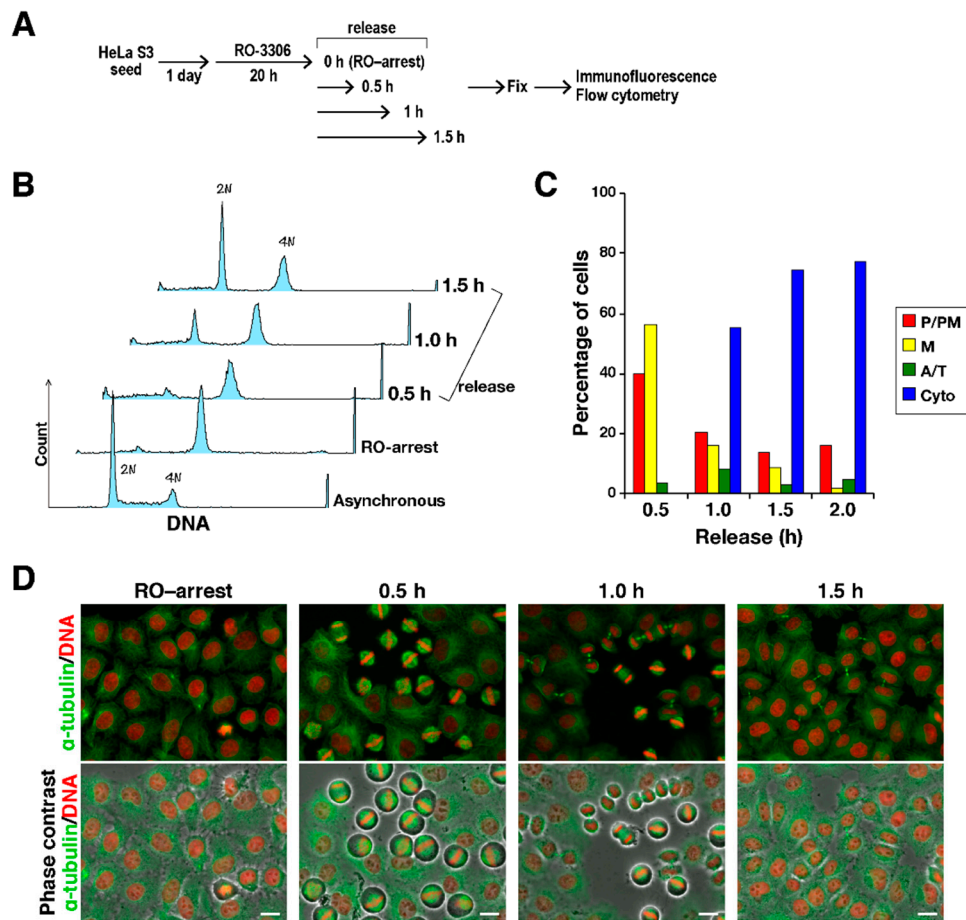 A
release
HeLa S3
seed
1 day
RO-3306
20 h
0 h (RO–arrest)
0.5 h
1 h
1.5 h
Fix
Immunofluorescence
Flow cytometry
B
2N
4N
1.5 h
1.0 h
0.5 h
release
RO-arrest
2N
4N
Asynchronous
Count
DNA
C
Percentage of cells
100
80
60
40
20
0
0.5
1.0
1.5
2.0
Release (h)
P/PM
M
A/T
Cyto
D
RO–arrest
0.5 h
1.0 h
1.5 h
α-tubulin/DNA
Phase contrast
α-tubulin/DNA